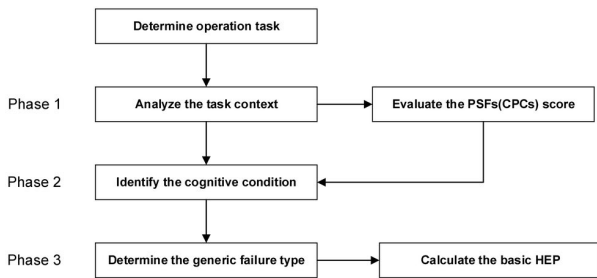 Determine operation task
Phase 1
Analyze the task context
Evaluate the PSFs(CPCs) score
Phase 2
Identify the cognitive condition
Phase 3
Determine the generic failure type
Calculate the basic HEP